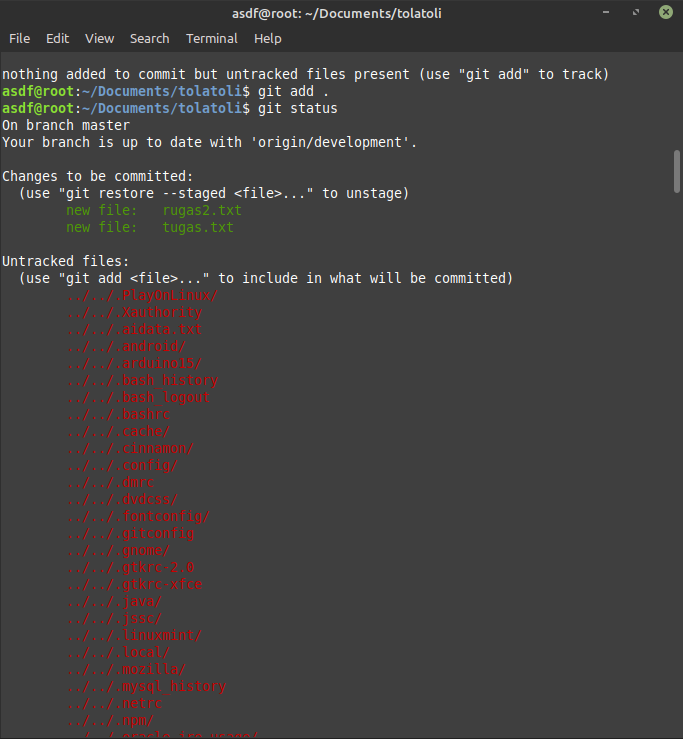 asdf@root: ~/Documents/tolatoli
File Edit View Search Terminal Help
nothing added to commit but untracked files present (use "git add" to track)
asdf@root:~/Documents/tolatoli$ git add .
asdf@root:~/Documents/tolatoli$ git status
On branch master
Your branch is up to date with 'origin/development'.
Changes to be committed:
(use "git restore --staged <file>..." to unstage)
new file: rugas2.txt
new file: tugas.txt
Untracked files:
(use "git add <file>..." to include in what will be committed)
../../.PlayOnLinux/
../../.Xauthority
../../.aidata.txt
../../.android/
../../.arduino15/
../../.bash_history
../../.bash_logout
../../.bashrc
../../.cache/
../../.cinnamon/
../../.config/
../../.dmrc
../../.dvdcss/
../../.fontconfig/
../../.gitconfig
../../.gnome/
../../.gtkrc-2.0
../../.gtkrc-xfce
../../.java/
../../.jssc/
../../.linuxmint/
../../.local/
../../.mozilla/
../../.mysql_history
../../.netrc
../../.npm/